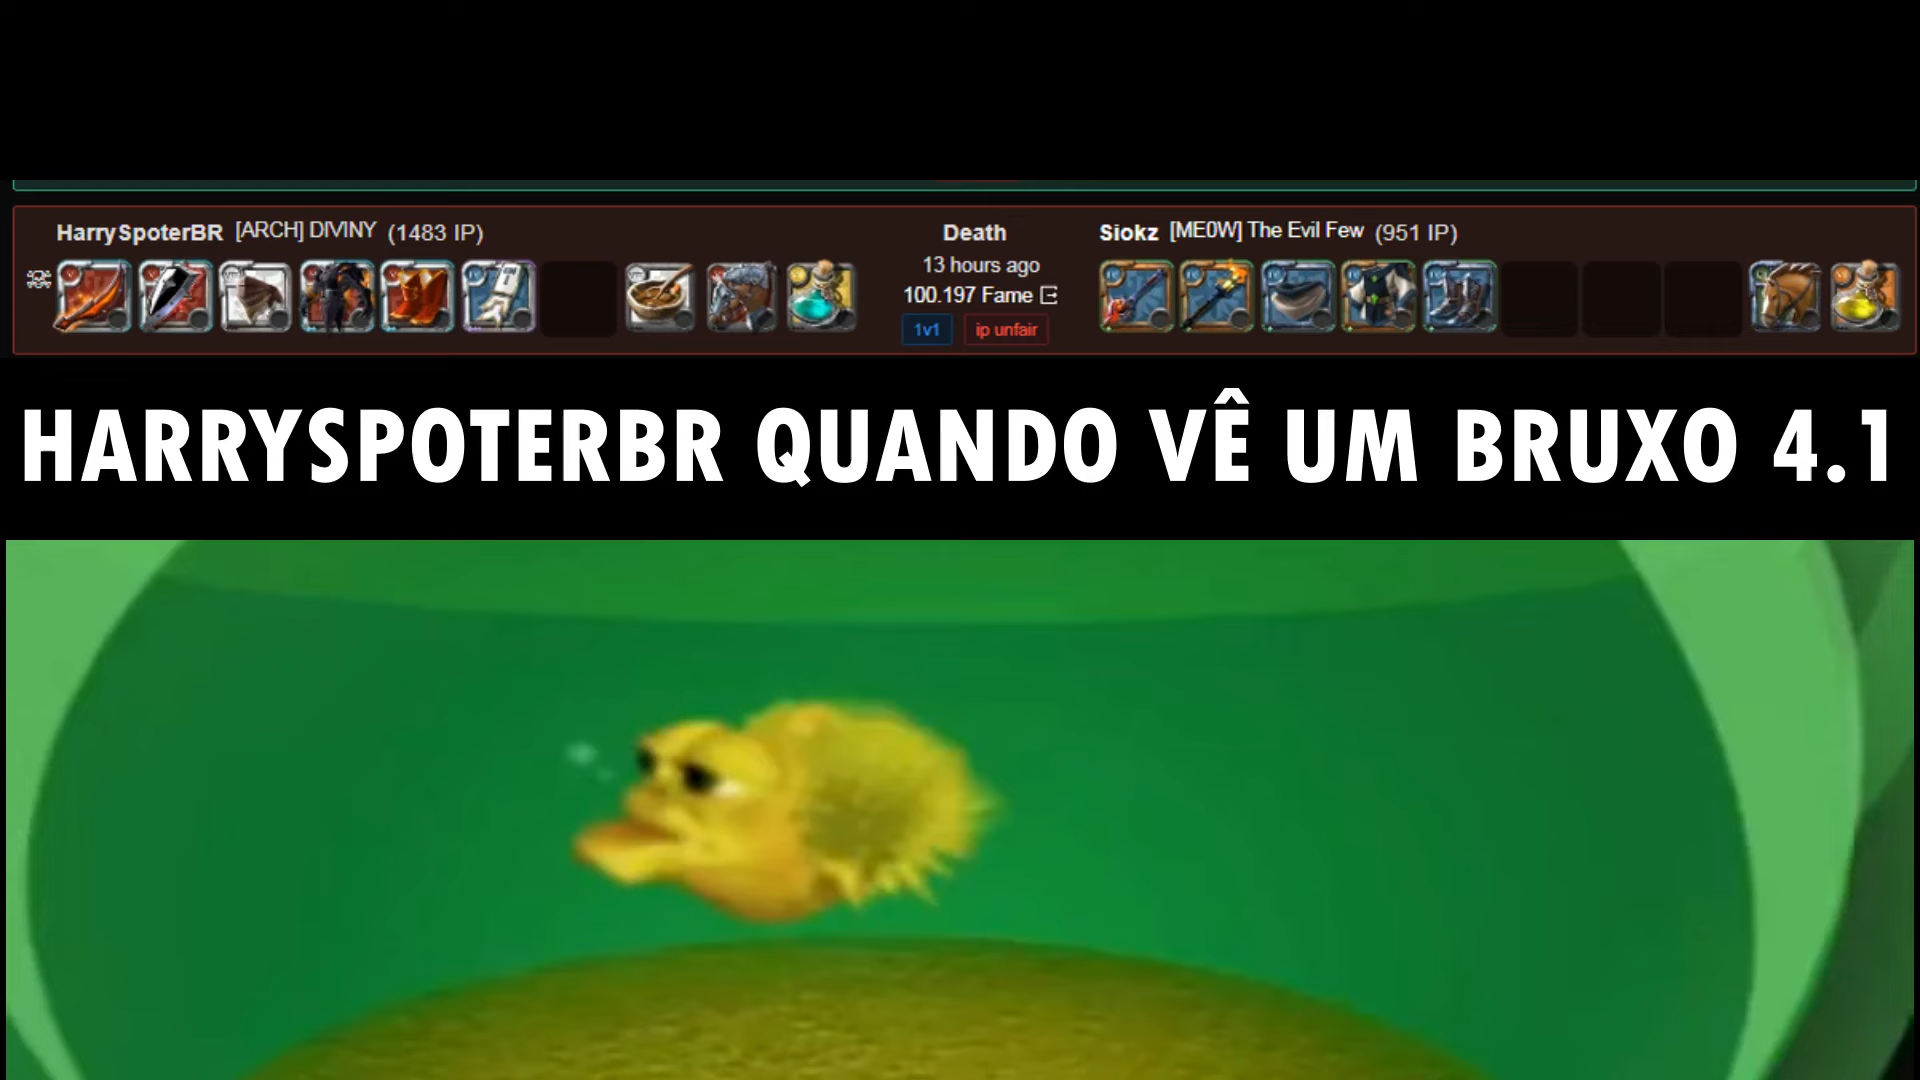 HarrySpoterBR [ARCH] DIVINY (1483 IP)
Death
13 hours ago
100.197 Fame
1v1 ip unfair
Siokz [ME0W] The Evil Few (951 IP)
HARRYSPOTERBR QUANDO VÊ UM BRUXO 4.1